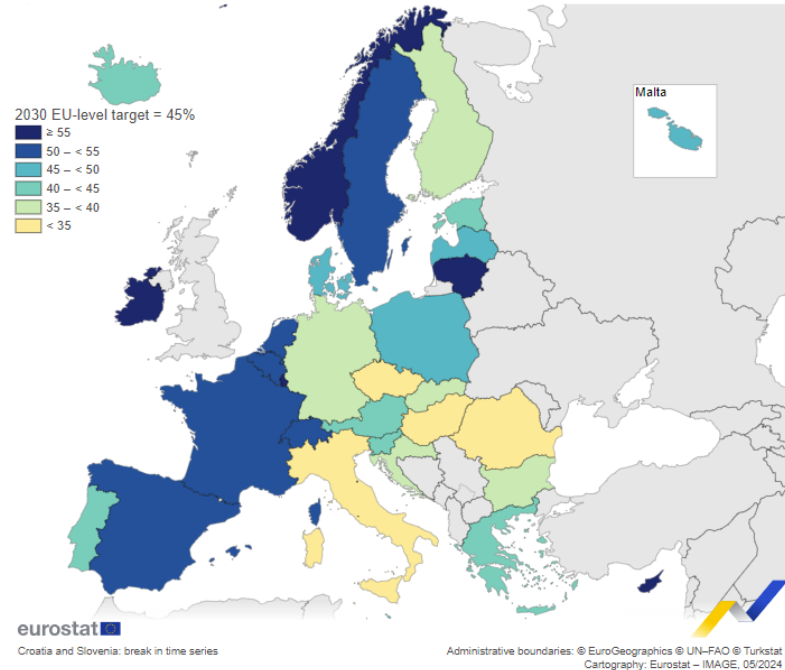 Malta
2030 EU-level target = 45%
≥ 55
50 – < 55
45 – < 50
40 – < 45
35 – < 40
< 35
eurostat
Croatia and Slovenia: break in time series
Administrative boundaries: © EuroGeographics © UN–FAO © Turkstat
Cartography: Eurostat – IMAGE, 05/2024